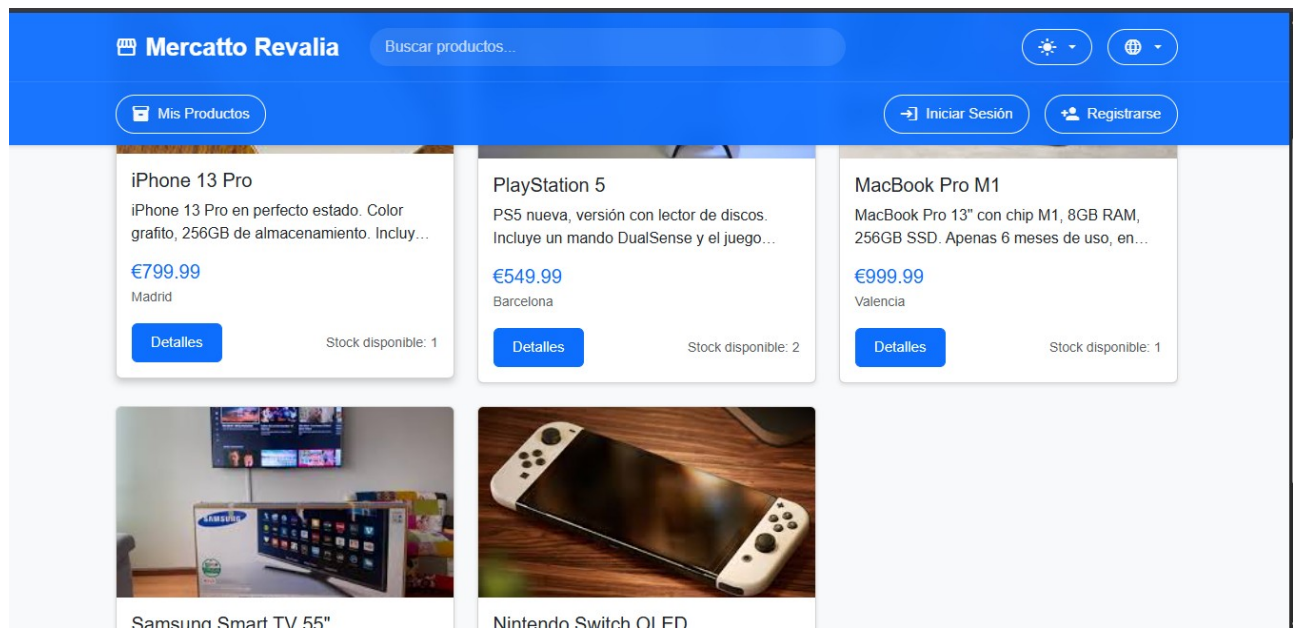 Mercatto Revalia
Buscar productos...
Mis Productos
Iniciar Sesión
Registrarse
iPhone 13 Pro
iPhone 13 Pro en perfecto estado. Color
grafito, 256GB de almacenamiento. Incluy...
€799.99
Madrid
Detalles
Stock disponible: 1
PlayStation 5
PS5 nueva, versión con lector de discos.
Incluye un mando DualSense y el juego...
€549.99
Barcelona
Detalles
Stock disponible: 2
MacBook Pro M1
MacBook Pro 13" con chip M1, 8GB RAM,
256GB SSD. Apenas 6 meses de uso, en...
€999.99
Valencia
Detalles
Stock disponible: 1
SAMSUNG
Samsung Smart TV 55"
Nintendo Switch OLED